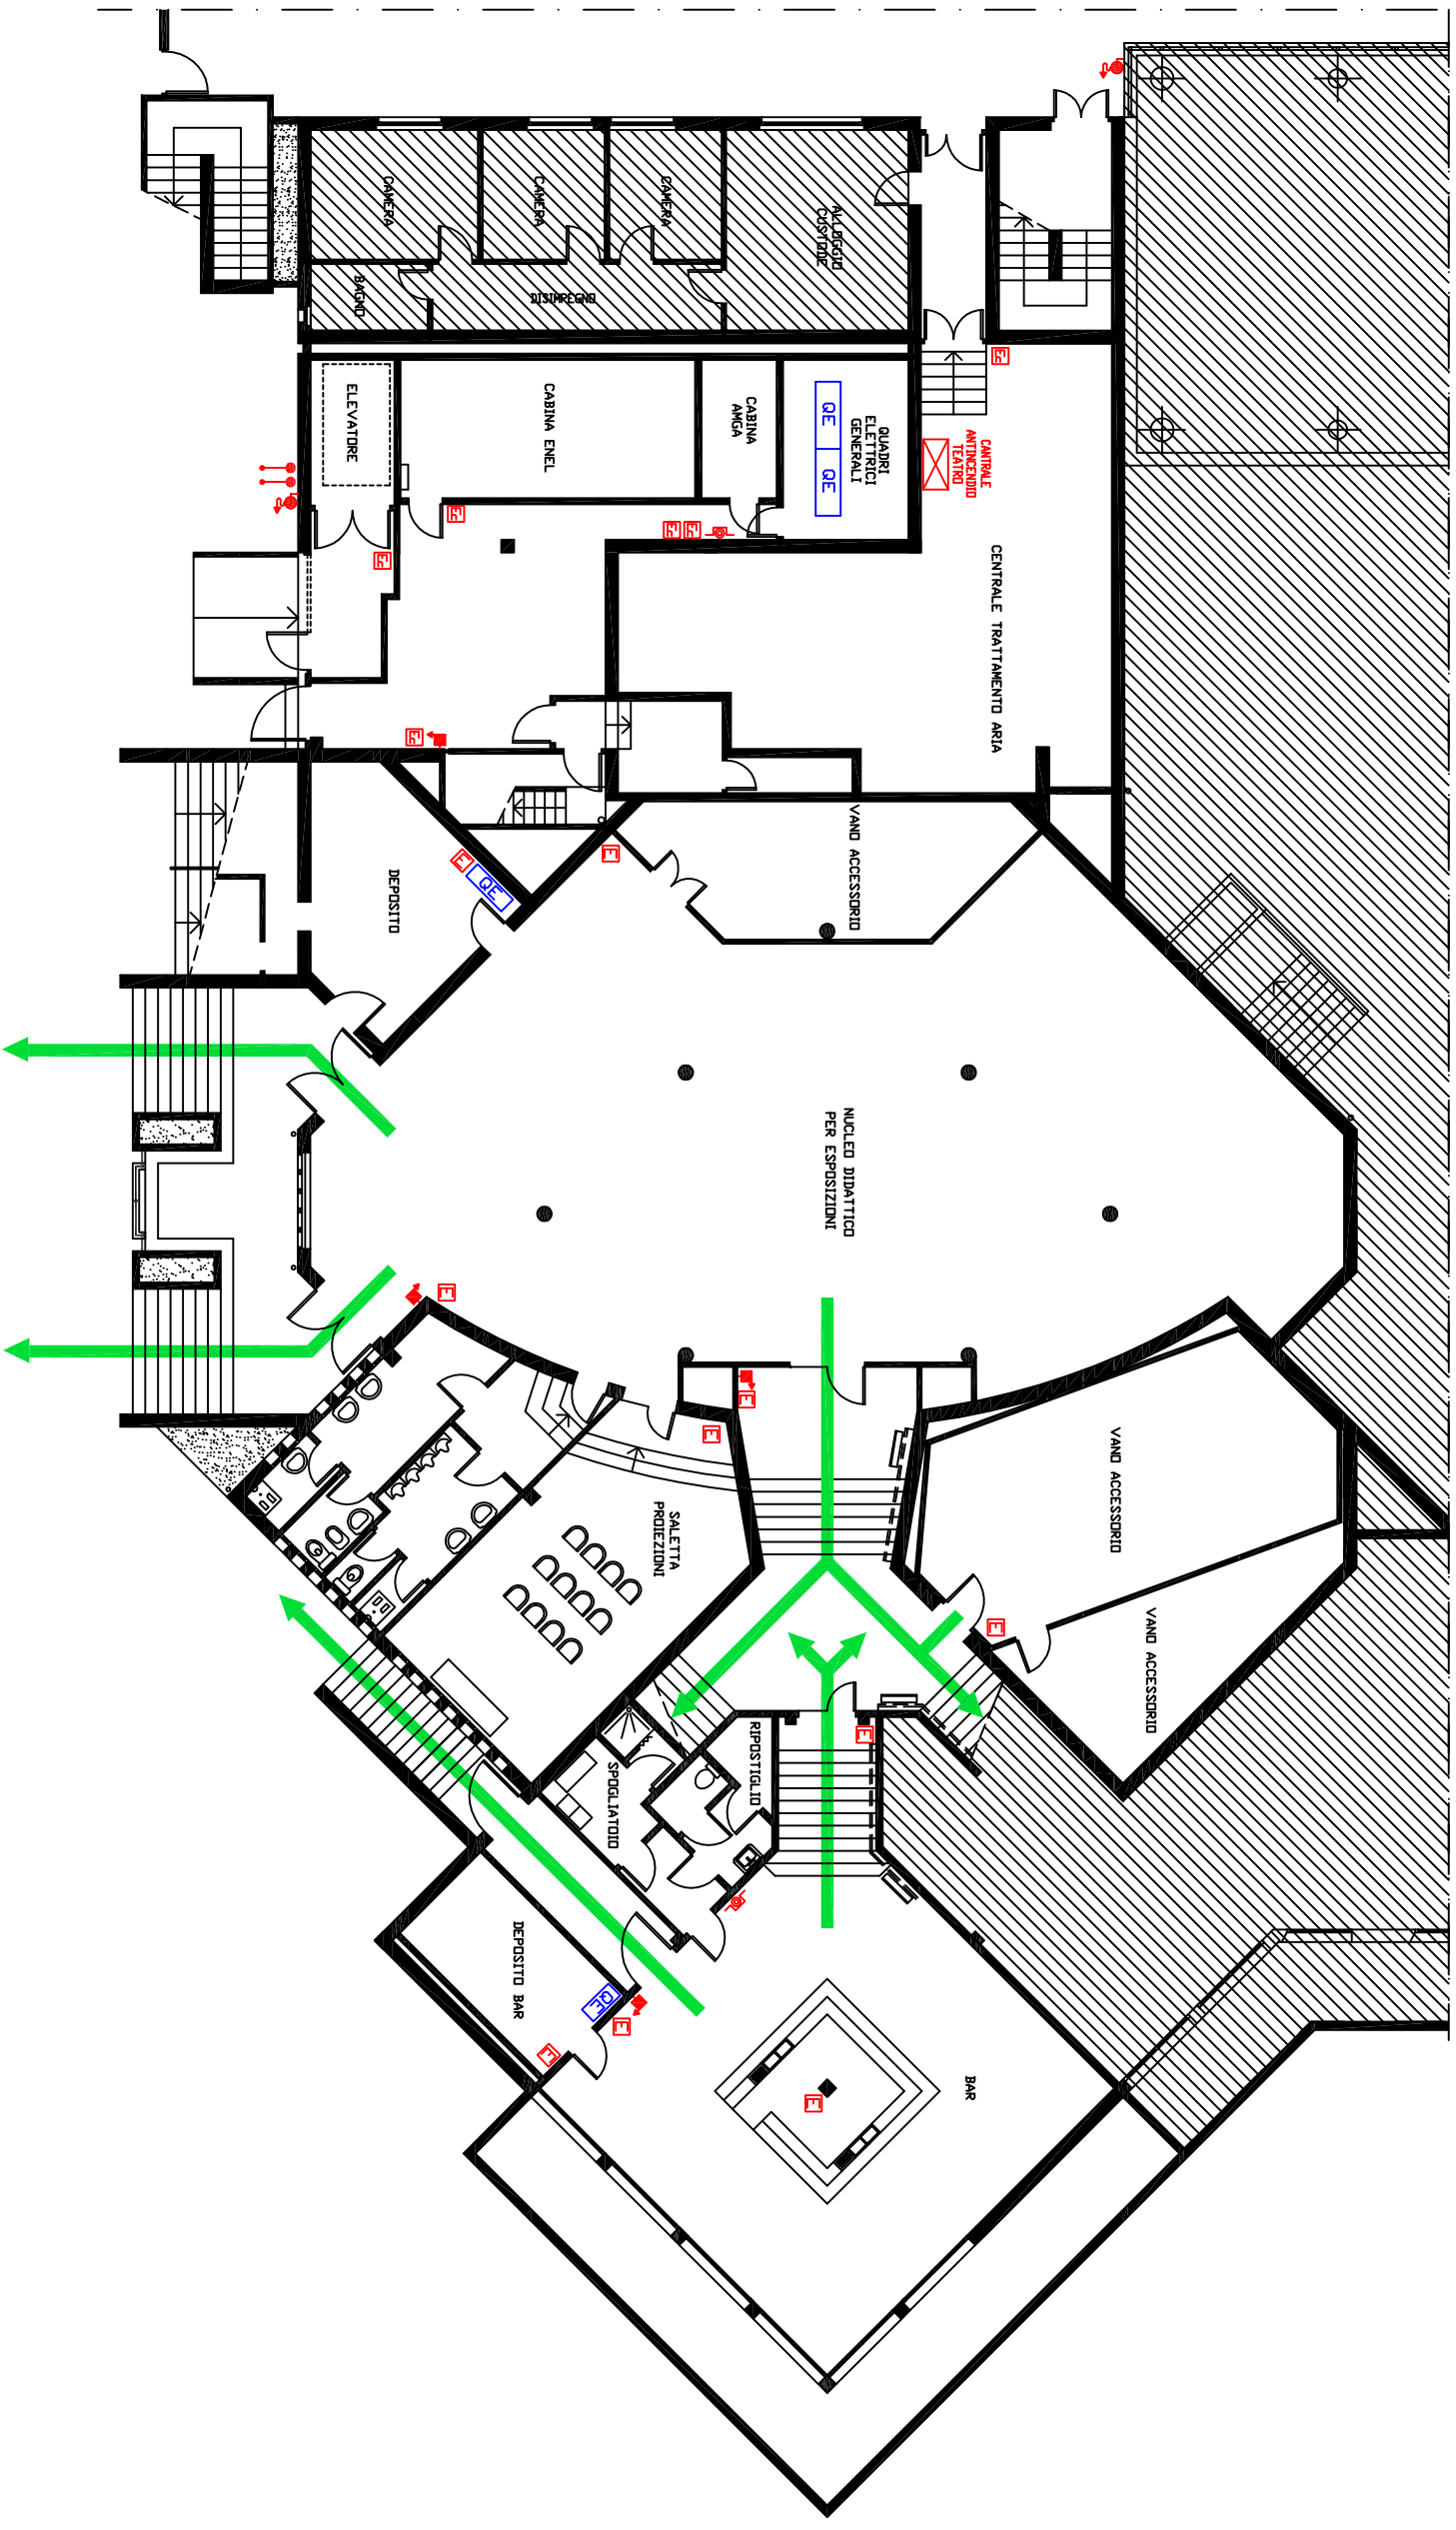 CAMERA
CAMERA
CAMERA
ALLOGGIO
CUSTODE
BAGNO
DISIMPEGNO
ELEVATORE
CABINA ENEL
CABINA
AMGA
QUADRI
ELETTRICI
GENERALI
QE
QE
CANTRALE
ANTINCENDIO
TEATRO
CENTRALE TRATTAMENTO ARIA
E
E
E
E
E
E
DEPOSITO
E
QE
E
VANO ACCESSORIO
NUCLEO DIDATTICO
PER ESPOSIZIONI
E
E
E
SALETTA
PROIEZIONI
VANO ACCESSORIO
VANO ACCESSORIO
E
E
RIPOSTIGLIO
SPOGLIATOIO
DEPOSITO BAR
QE
E
E
BAR
E